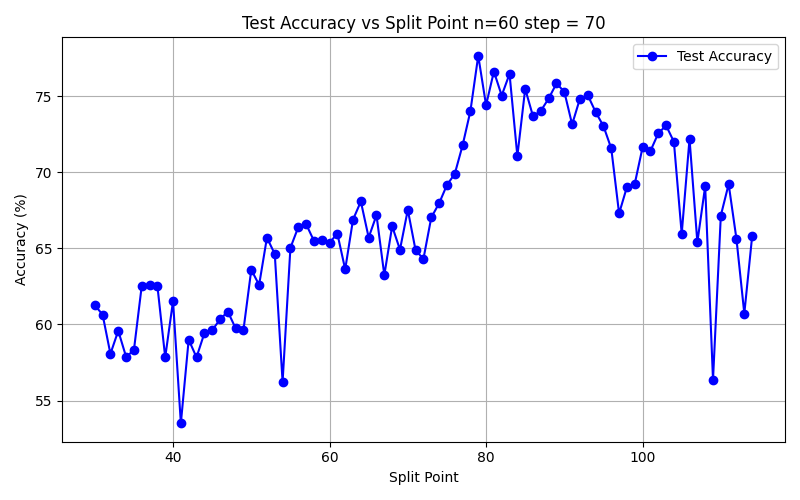 Test Accuracy vs Split Point n=60 step = 70
Test Accuracy
Accuracy (%)
75
70
65
60
55
40 60 80 100
Split Point